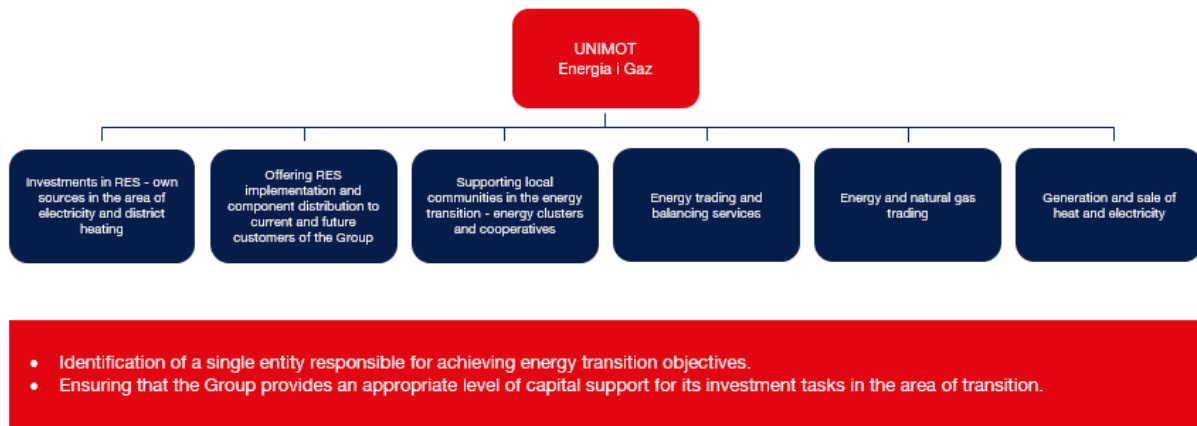 UNIMOT
Energia i Gaz
Investments in RES - own
sources in the area of
electricity and district
heating
Offering RES
implementation and
component distribution to
current and future
customers of the Group
Supporting local
communities in the energy
transition - energy clusters
and cooperatives
Energy trading and
balancing services
Energy and natural gas
trading
Generation and sale of
heat and electricity
• Identification of a single entity responsible for achieving energy transition objectives.
• Ensuring that the Group provides an appropriate level of capital support for its investment tasks in the area of transition.